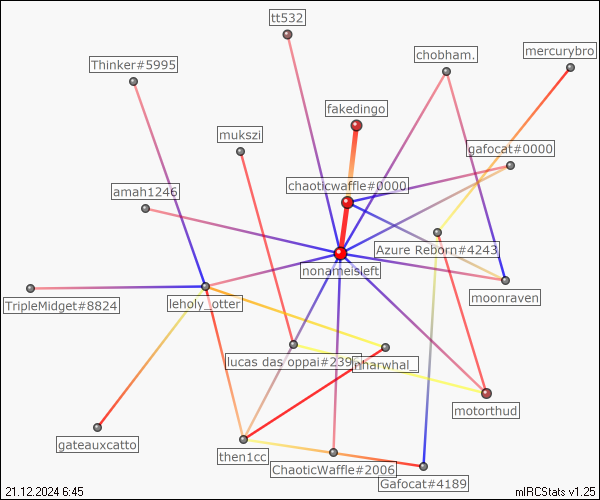 tt532
mercurybro
chobham.
Thinker#5995
fakedingo
mukszi
gafocat#0000
chaoticwaffle#0000
amah1246
Azure Reborn#4243
nonameisleft
moonraven
TripleMidget#8824
leholy_otter
lucas das oppai#239
nharwhal_
motorthud
gateauxcatto
then1cc
ChaoticWaffle#2006
Gafocat#4189
21.12.2024 6:45
mIRCStats v1.25